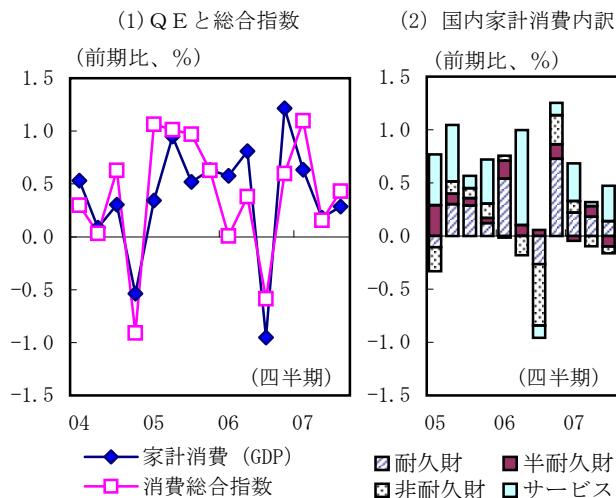 (1) ＱＥと総合指数
(前期比、%)
1.5
1.0
0.5
0.0
-0.5
-1.0
-1.5
(四半期)
04 05 06 07
家計消費 (GDP)
消費総合指数
(2) 国内家計消費内訳
(前期比、%)
1.5
1.0
0.5
0.0
-0.5
-1.0
-1.5
(四半期)
05 06 07
耐久財 半耐久財
非耐久財 サービス